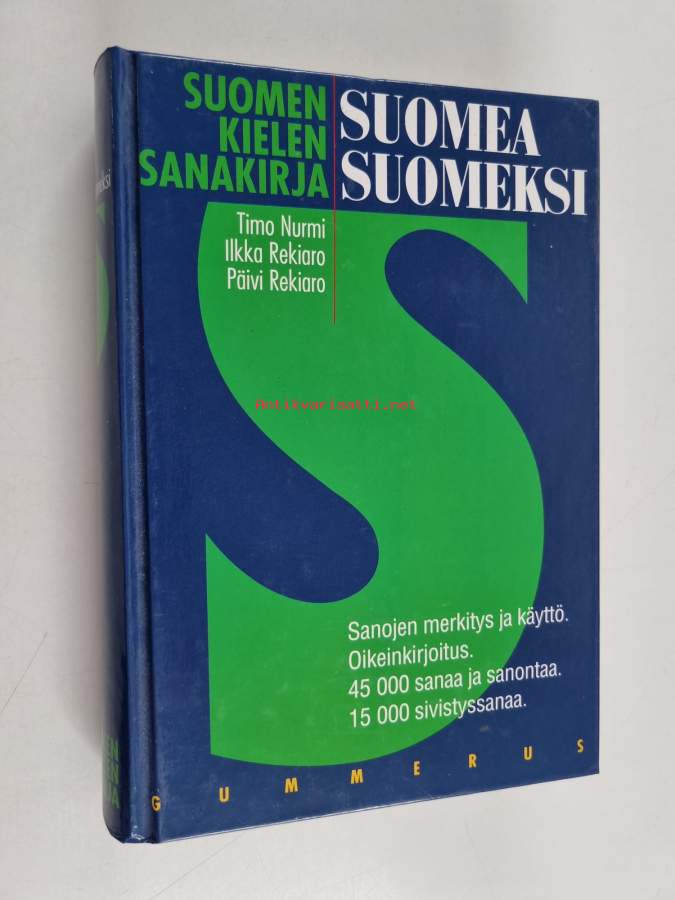 SUOMEN
KIELEN
SANAKIRJA
SUOMEA
SUOMEKSI
Timo Nurmi
Ilkka Rekiaro
Päivi Rekiaro
Antikvariaatti.net
Sanojen merkitys ja käyttö.
Oikeinkirjoitus.
45 000 sanaa ja sanontaa.
15 000 sivistyssanaa.
GUMMERUS